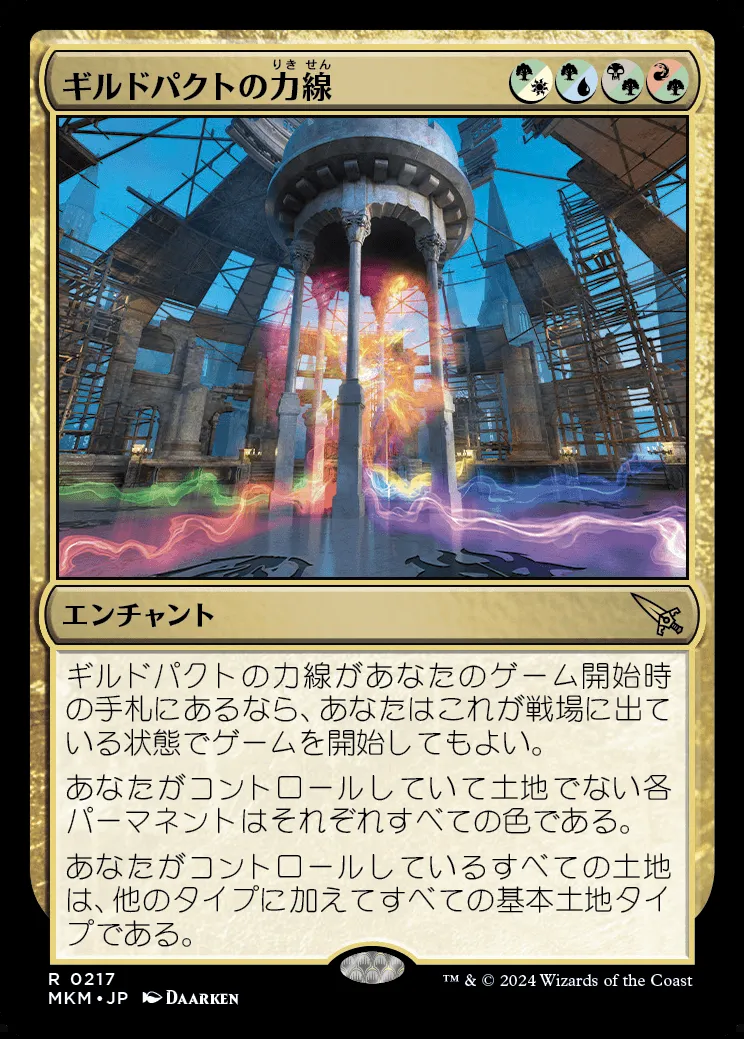 りきせん
ギルドパクトの力線
エンチャント
ギルドパクトの力線があなたのゲーム開始時
の手札にあるなら、あなたはこれが戦場に出て
いる状態でゲームを開始してもよい。
あなたがコントロールしていて土地でない各
パーマネントはそれぞれすべての色である。
あなたがコントロールしているすべての土地
は、他のタイプに加えてすべての基本土地タイ
プである。
R 0217
MKM • JP DAARKEN
™ & © 2024 Wizards of the Coast